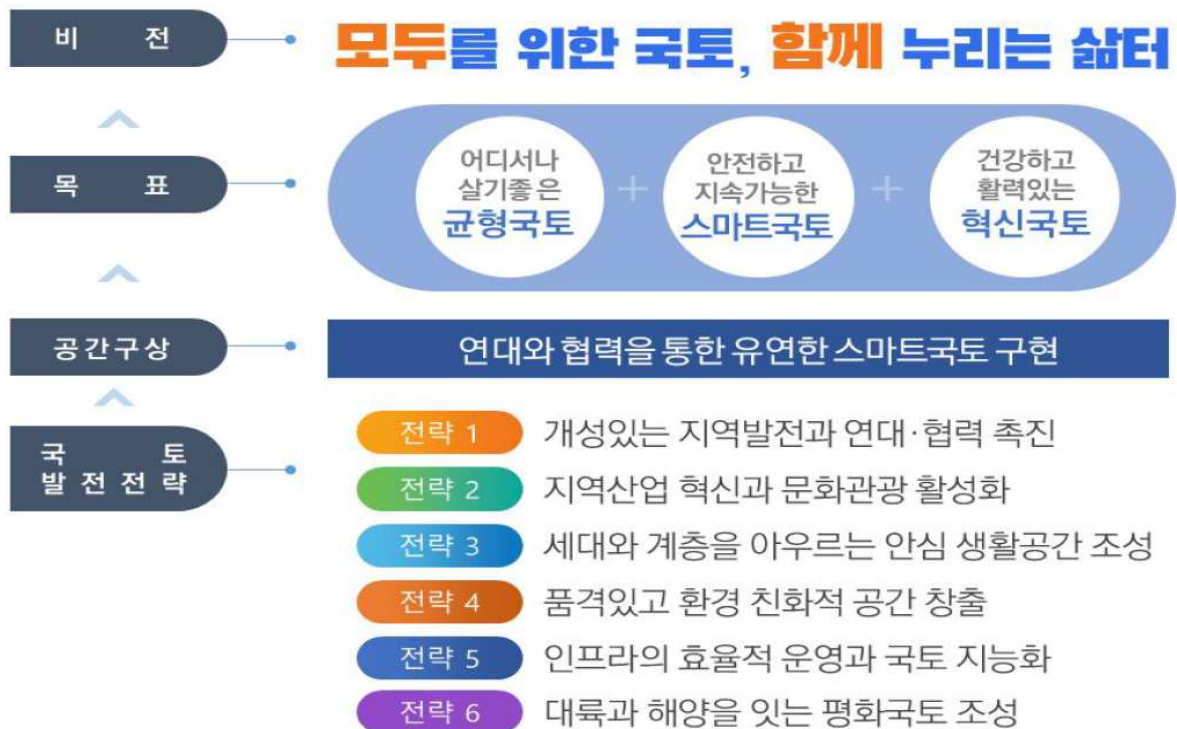 비 전
모두를 위한 국토, 함께 누리는 삶터
목 표
어디서나
살기좋은
균형국토
+
안전하고
지속가능한
스마트국토
+
건강하고
활력있는
혁신국토
공간구상
연대와 협력을 통한 유연한 스마트국토 구현
국 토
발전전략
전략 1 개성있는 지역발전과 연대·협력 촉진
전략 2 지역산업 혁신과 문화관광 활성화
전략 3 세대와 계층을 아우르는 안심 생활공간 조성
전략 4 품격있고 환경 친화적 공간 창출
전략 5 인프라의 효율적 운영과 국토 지능화
전략 6 대륙과 해양을 잇는 평화국토 조성